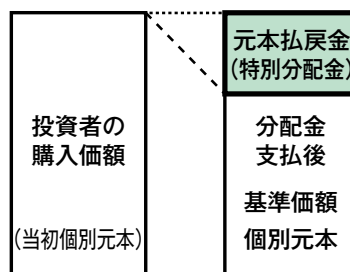 投資者の
購入価額
(当初個別元本)
元本払戻金
(特別分配金)
分配金
支払後
基準価額
個別元本